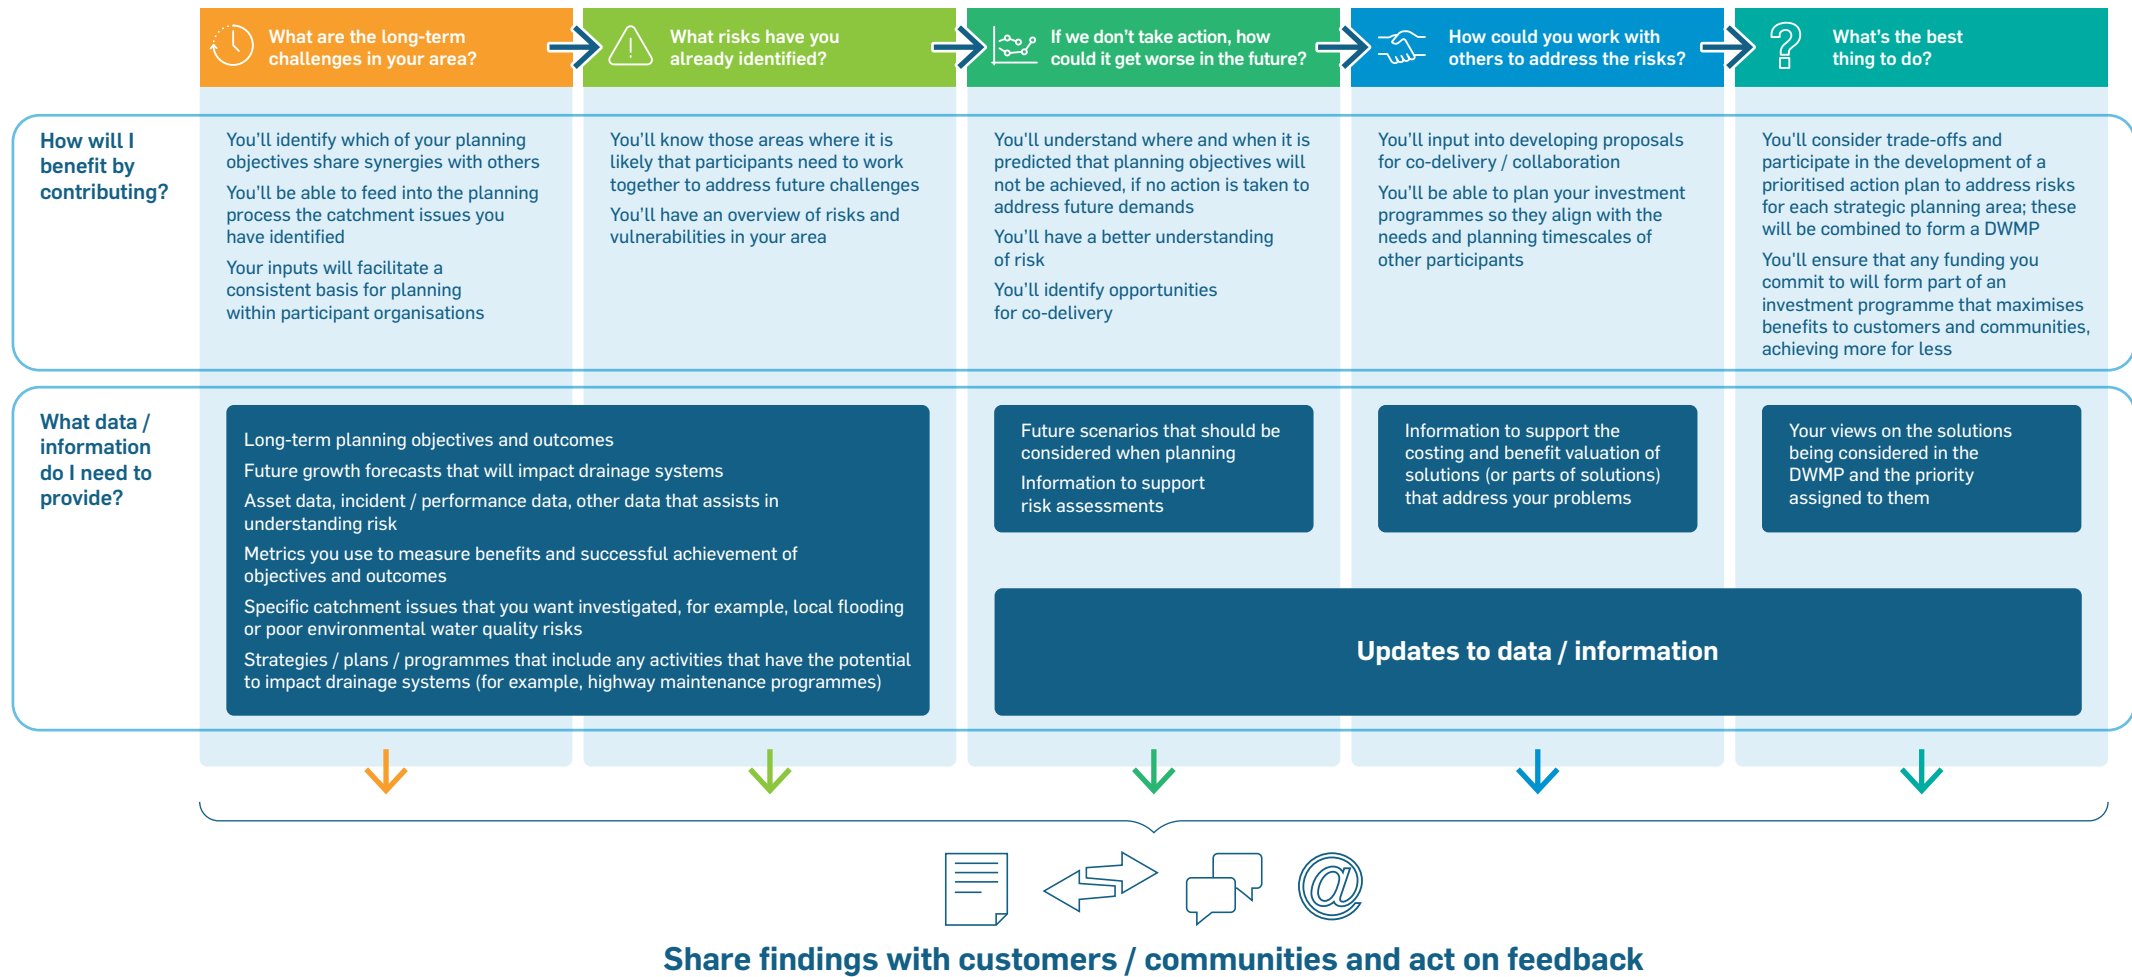 What are the long-term
challenges in your area?
What risks have you
already identified?
If we don't take action, how
could it get worse in the future?
How could you work with
others to address the risks?
What's the best
thing to do?
How will I
benefit by
contributing?
You'll identify which of your planning
objectives share synergies with others
You'll be able to feed into the planning
process the catchment issues you
have identified
Your inputs will facilitate a
consistent basis for planning
within participant organisations
You'll know those areas where it is
likely that participants need to work
together to address future challenges
You'll have an overview of risks and
vulnerabilities in your area
You'll understand where and when it is
predicted that planning objectives will
not be achieved, if no action is taken to
address future demands
You'll have a better understanding
of risk
You'll identify opportunities
for co-delivery
You'll input into developing proposals
for co-delivery / collaboration
You'll be able to plan your investment
programmes so they align with the
needs and planning timescales of
other participants
You'll consider trade-offs and
participate in the development of a
prioritised action plan to address risks
for each strategic planning area; these
will be combined to form a DWMP
You'll ensure that any funding you
commit to will form part of an
investment programme that maximises
benefits to customers and communities,
achieving more for less
What data /
information
do I need to
provide?
Long-term planning objectives and outcomes
Future growth forecasts that will impact drainage systems
Asset data, incident / performance data, other data that assists in
understanding risk
Metrics you use to measure benefits and successful achievement of
objectives and outcomes
Specific catchment issues that you want investigated, for example, local flooding
or poor environmental water quality risks
Strategies / plans / programmes that include any activities that have the potential
to impact drainage systems (for example, highway maintenance programmes)
Future scenarios that should be
considered when planning
Information to support
risk assessments
Information to support the
costing and benefit valuation of
solutions (or parts of solutions)
that address your problems
Your views on the solutions
being considered in the
DWMP and the priority
assigned to them
Updates to data / information
@
Share findings with customers / communities and act on feedback